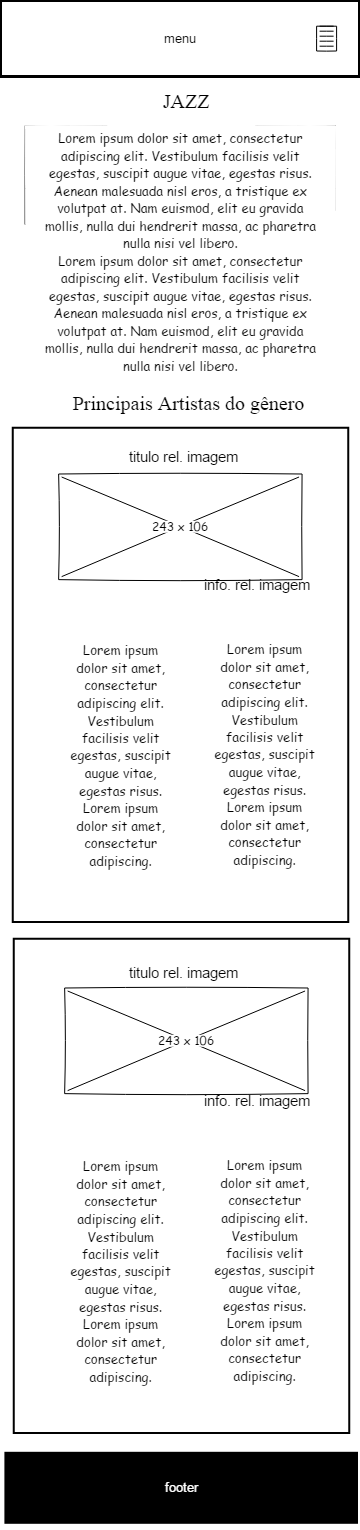 menu
JAZZ
Lorem ipsum dolor sit amet, consectetur
adipiscing elit. Vestibulum facilisis velit
egestas, suscipit augue vitae, egestas risus.
Aenean malesuada nisl eros, a tristique ex
volutpat at. Nam euismod, elit eu gravida
mollis, nulla dui hendrerit massa, ac pharetra
nulla nisi vel libero.
Lorem ipsum dolor sit amet, consectetur
adipiscing elit. Vestibulum facilisis velit
egestas, suscipit augue vitae, egestas risus.
Aenean malesuada nisl eros, a tristique ex
volutpat at. Nam euismod, elit eu gravida
mollis, nulla dui hendrerit massa, ac pharetra
nulla nisi vel libero.
Principais Artistas do gênero
titulo rel. imagem
243 x 106
info. rel. imagem
Lorem ipsum
dolor sit amet,
consectetur
adipiscing elit.
Vestibulum
facilisis velit
egestas, suscipit
augue vitae,
egestas risus.
Lorem ipsum
dolor sit amet,
consectetur
adipiscing.
Lorem ipsum
dolor sit amet,
consectetur
adipiscing elit.
Vestibulum
facilisis velit
egestas, suscipit
augue vitae,
egestas risus.
Lorem ipsum
dolor sit amet,
consectetur
adipiscing.
titulo rel. imagem
243 x 106
info. rel. imagem
Lorem ipsum
dolor sit amet,
consectetur
adipiscing elit.
Vestibulum
facilisis velit
egestas, suscipit
augue vitae,
egestas risus.
Lorem ipsum
dolor sit amet,
consectetur
adipiscing.
Lorem ipsum
dolor sit amet,
consectetur
adipiscing elit.
Vestibulum
facilisis velit
egestas, suscipit
augue vitae,
egestas risus.
Lorem ipsum
dolor sit amet,
consectetur
adipiscing.
footer